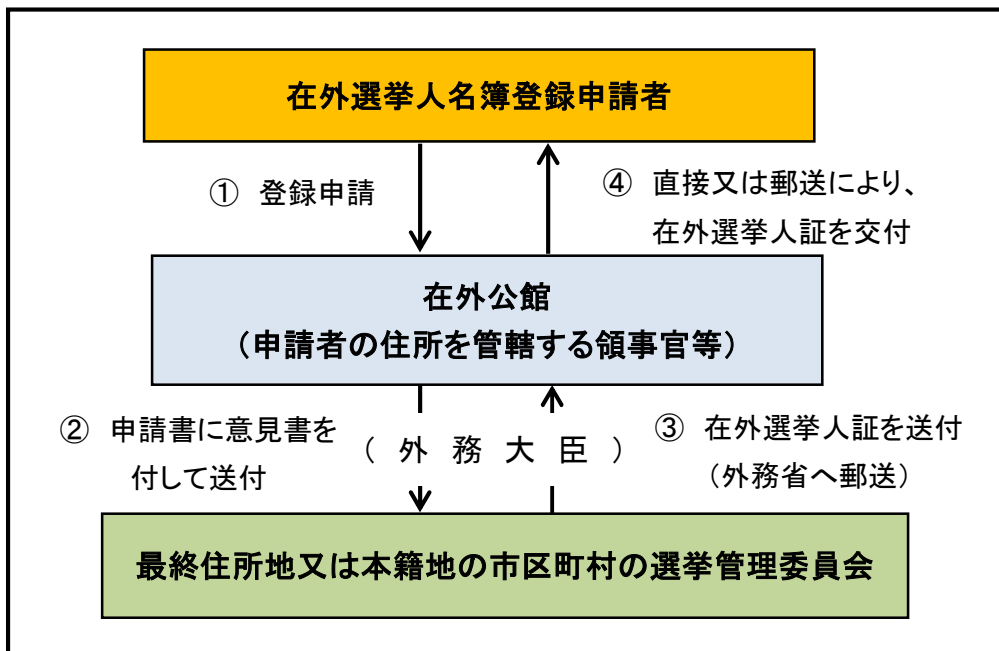 在外選挙人名簿登録申請者
① 登録申請
④ 直接又は郵送により、
在外選挙人証を交付
在外公館
（申請者の住所を管轄する領事官等）
② 申請書に意見書を
付して送付
（外務大臣）
③ 在外選挙人証を送付
（外務省へ郵送）
最終住所地又は本籍地の市区町村の選挙管理委員会